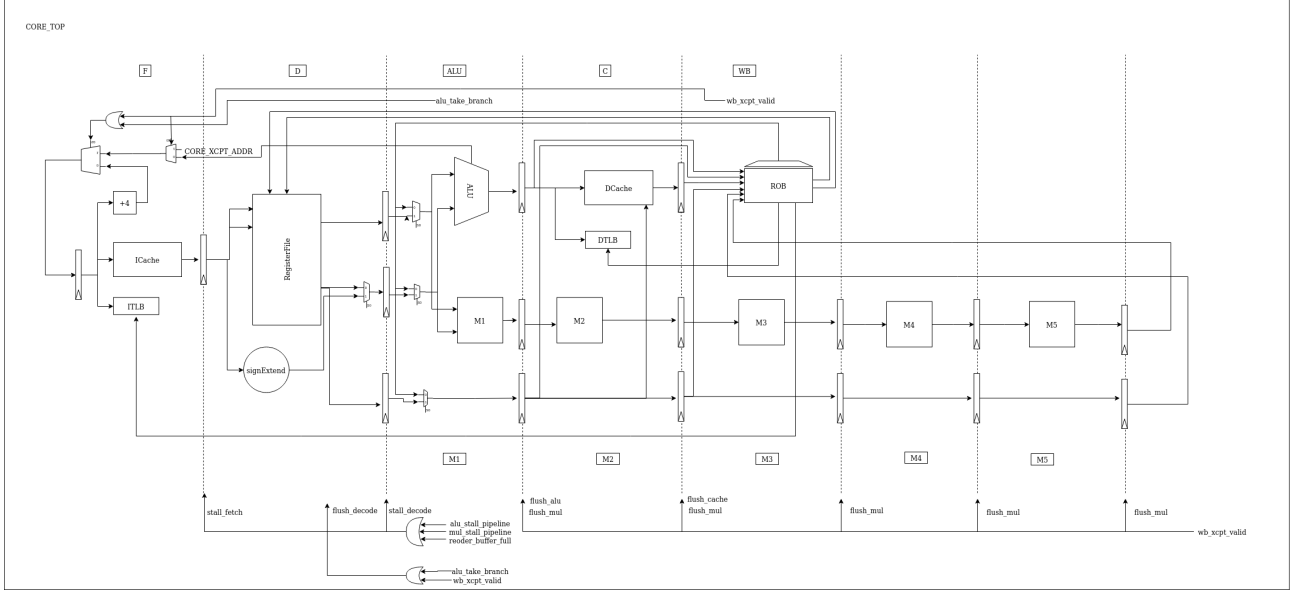 CORE_TOP
F
D
ALU
C
WB
alu_take_branch
wb_xcpt_valid
CORE_XCPT_ADDR
+4
ICache
ITLB
RegisterFile
signExtend
ALU
DCache
DTLB
ROB
M1
M2
M3
M4
M5
M1
M2
M3
M4
M5
stall_fetch
flush_decode
stall_decode
flush_alu
flush_mul
flush_cache
flush_mul
flush_mul
flush_mul
flush_mul
alu_stall_pipeline
mul_stall_pipeline
reoder_buffer_full
wb_xcpt_valid
alu_take_branch
wb_xcpt_valid